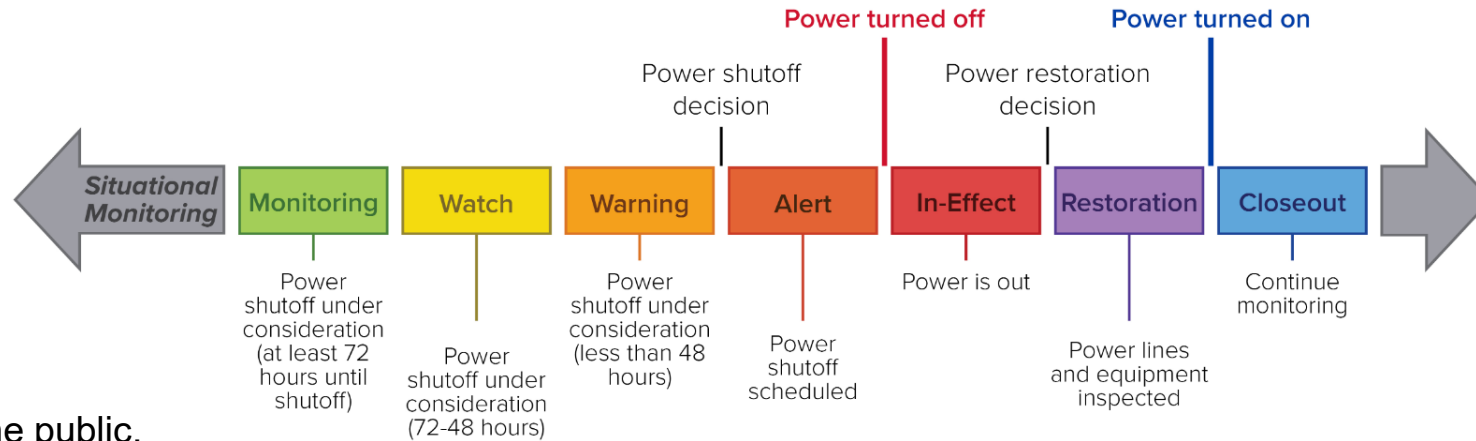 Power turned off
Power turned on
Power shutoff
decision
Power restoration
decision
Situational
Monitoring
Monitoring
Watch
Warning
Alert
In-Effect
Restoration
Closeout
Power
shutoff under
consideration
(at least 72
hours until
shutoff)
Power
shutoff under
consideration
(72-48 hours)
Power
shutoff under
consideration
(less than 48
hours)
Power
shutoff
scheduled
Power is out
Power lines
and equipment
inspected
Continue
monitoring
public.